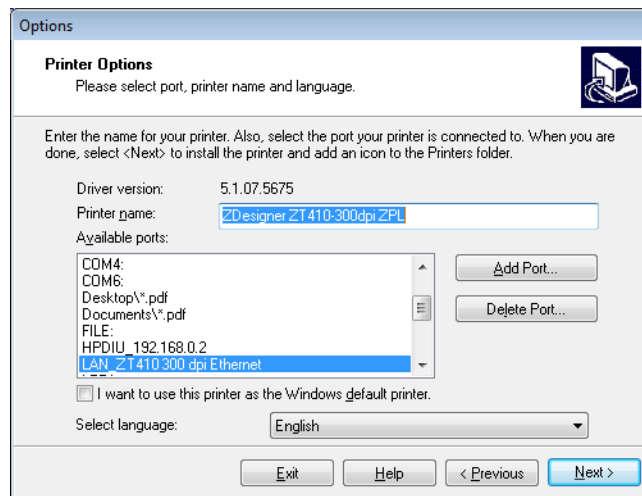 Options
Printer Options
Please select port, printer name and language.
Enter the name for your printer. Also, select the port your printer is connected to. When you are
done, select <Next> to install the printer and add an icon to the Printers folder.
Driver version: 5.1.07.5675
Printer name: ZDesigner ZT410-300dpi ZPL
Available ports:
COM4:
COM6:
Desktop\*.pdf
Documents\*.pdf
FILE:
HPDIU_192.168.0.2
LAN_ZT410 300 dpi Ethernet
Add Port...
Delete Port...
I want to use this printer as the Windows default printer.
Select language: English
Exit Help < Previous Next >